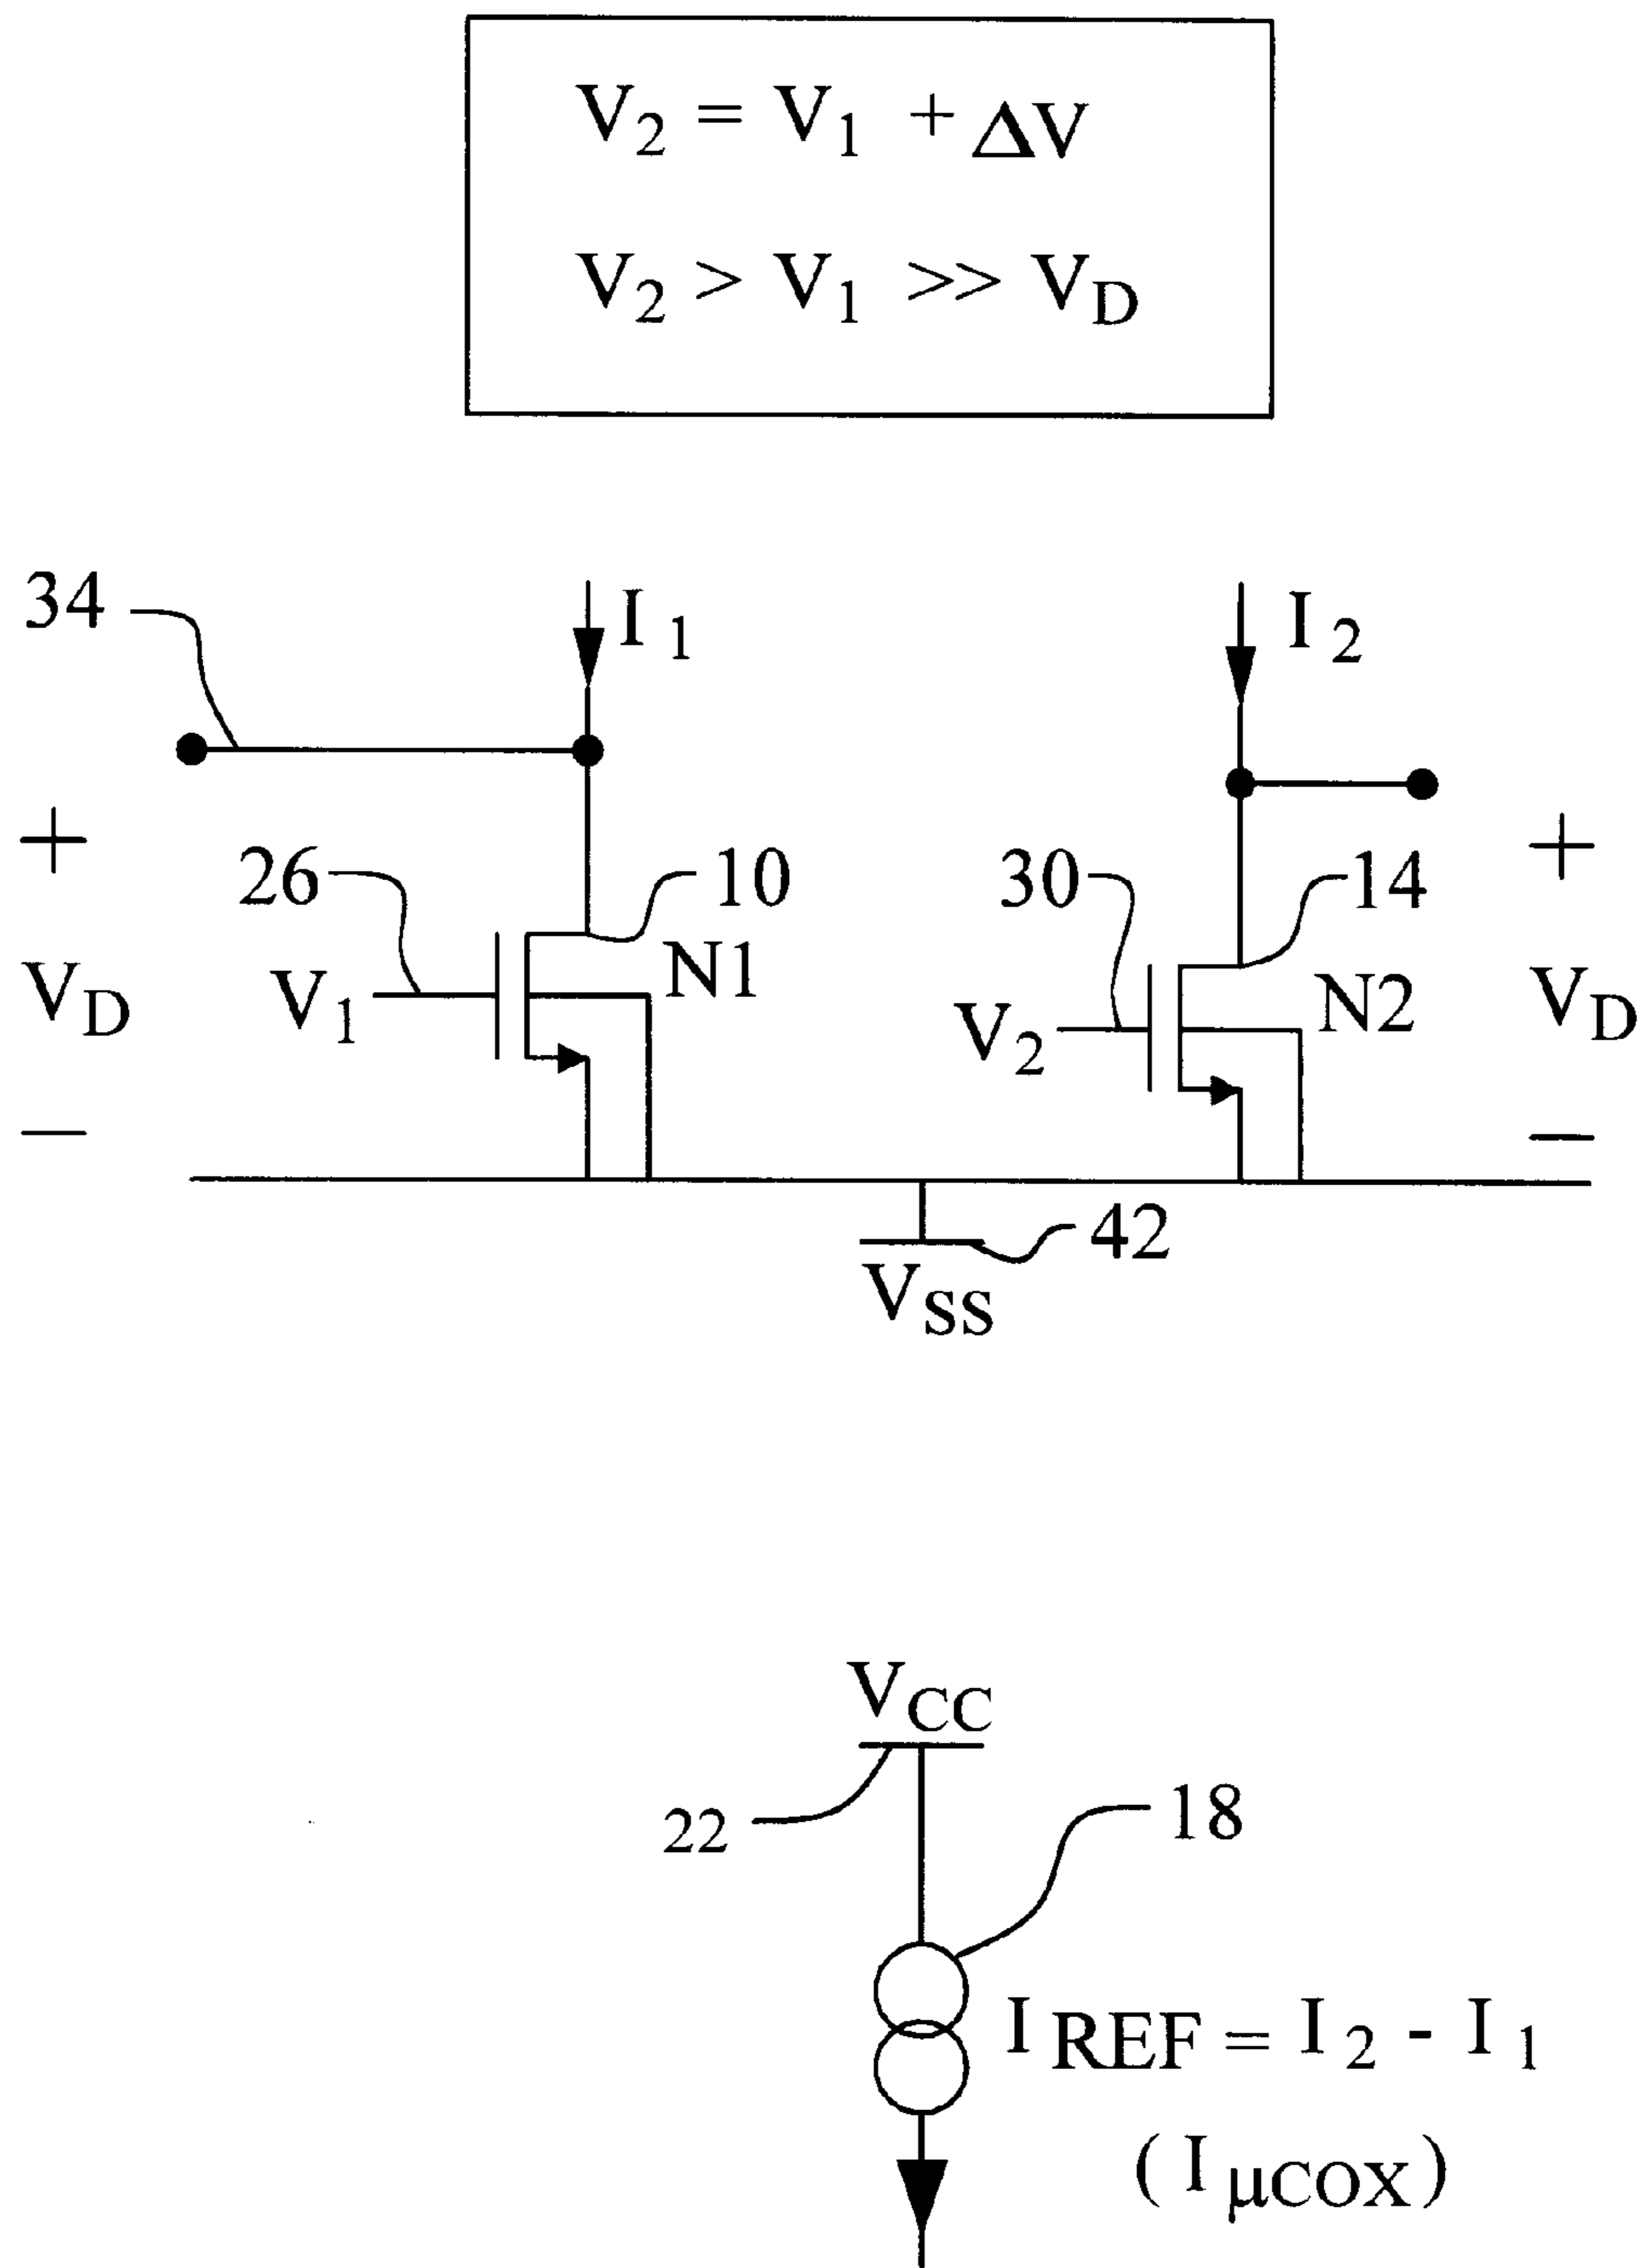 V2 = V1 + ΔV
V2 > V1 >> VD
34
I1
I2
+
+
26
10
30
14
VD
V1
N1
V2
N2
VD
−
−
42
VSS
VCC
22
18
IREF = I2 - I1
( IμCOX )